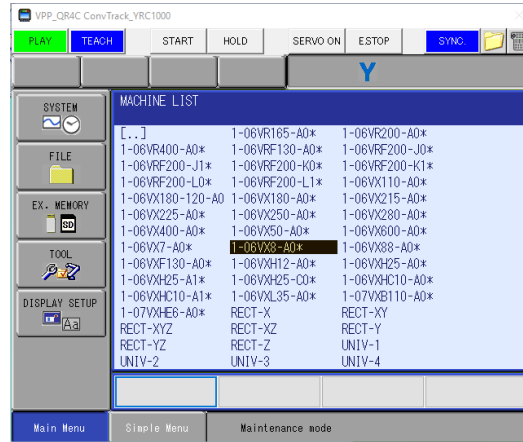 VPP_QR4C ConvTrack_YRC1000
PLAY TEACH START HOLD SERVO ON E.STOP SYNC.
Y
SYSTEM
FILE
EX. MEMORY
SD
TOOL
DISPLAY SETUP
Aa
MACHINE LIST
[..] 1-06VR165-A0* 1-06VR200-A0*
1-06VR400-A0* 1-06VRF130-A0* 1-06VRF200-J0*
1-06VRF200-J1* 1-06VRF200-K0* 1-06VRF200-K1*
1-06VRF200-L0* 1-06VRF200-L1* 1-06VX110-A0*
1-06VX180-120-A0 1-06VX180-A0* 1-06VX215-A0*
1-06VX225-A0* 1-06VX250-A0* 1-06VX280-A0*
1-06VX400-A0* 1-06VX50-A0* 1-06VX600-A0*
1-06VX7-A0* 1-06VX8-A0* 1-06VX88-A0*
1-06VXF130-A0* 1-06VXH12-A0* 1-06VXH25-A0*
1-06VXH25-A1* 1-06VXH25-C0* 1-06VXHC10-A0*
1-06VXHC10-A1* 1-06VXL35-A0* 1-07VXB110-A0*
1-07VXHE6-A0* RECT-X RECT-XY
RECT-XYZ RECT-XZ RECT-Y
RECT-YZ RECT-Z UNIV-1
UNIV-2 UNIV-3 UNIV-4
Main Menu Simple Menu Maintenance mode